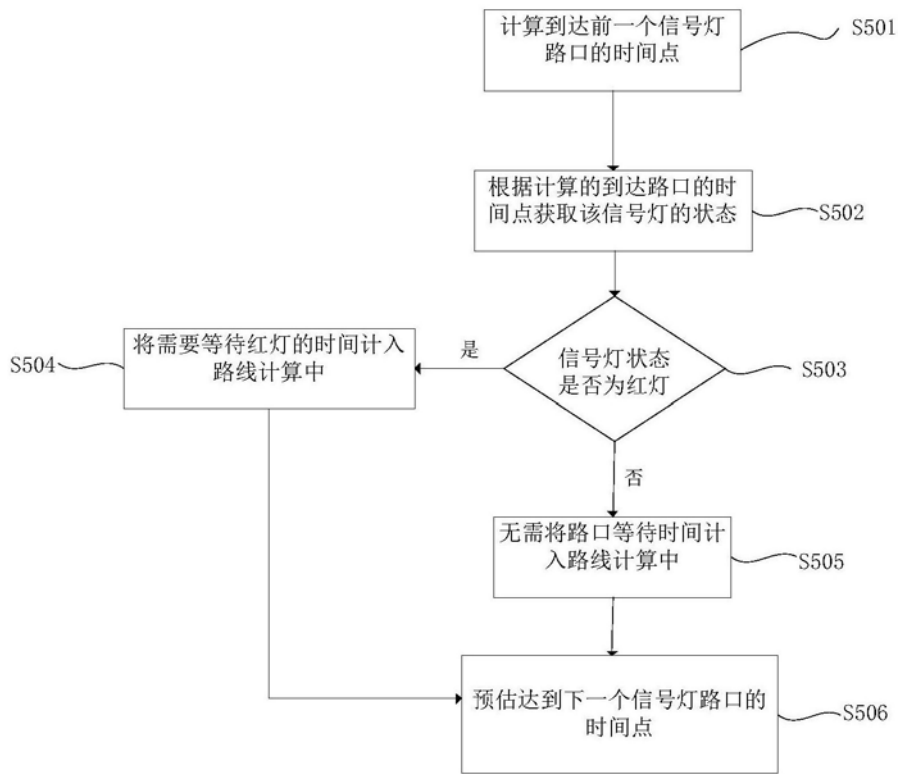 计算到达前一个信号灯
路口的时间点
S501
根据计算的到达路口的时
间点获取该信号灯的状态
S502
信号灯状态
是否为红灯
S503
是
将需要等待红灯的时间计入
路线计算中
S504
否
无需将路口等待时间计
入路线计算中
S505
预估达到下一个信号灯路口的
时间点
S506